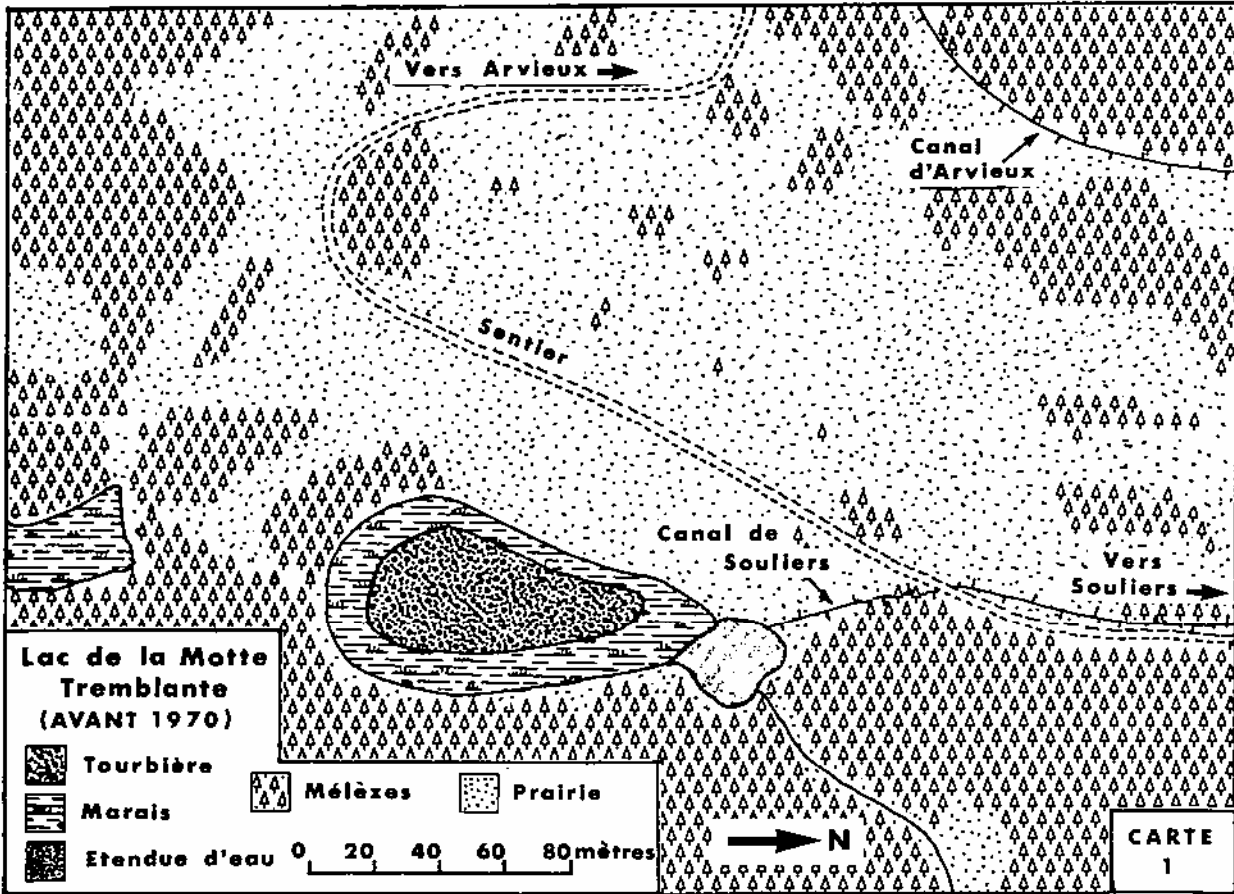 Vers Arvieux
Canal
d'Arvieux
Sentier
Canal de
Souliers
Vers
Souliers
Lac de la Motte
Tremblante
(AVANT 1970)
Tourbière
Mélèzes
Prairie
Marais
Etendue d'eau
0 20 40 60 80 mètres
N
CARTE
1